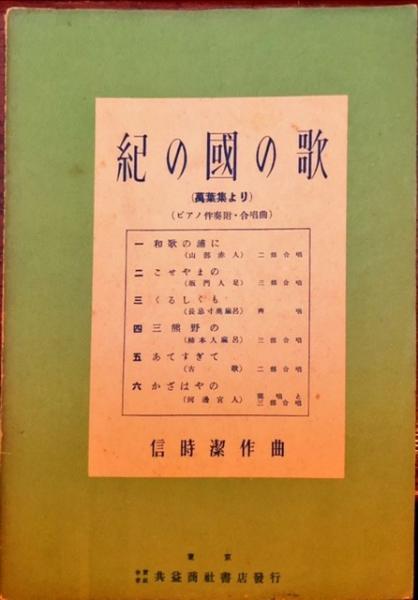 紀の國の歌
(萬葉集より)
(ピアノ伴奏附・合唱曲)
一 和歌の浦に
(山部赤人) 二部合唱
二 こせやまの
(坂門人足) 三部合唱
三 くるしくも
(長忌寸奥麻呂) 齊唱
四 三熊野の
(柿本人麻呂) 三部合唱
五 あてすぎて
(古歌) 二部合唱
六 かざはやの
(河邊宮人) 獨唱と三部合唱
信時潔作曲
東京
合資會社 共益商社書店發行